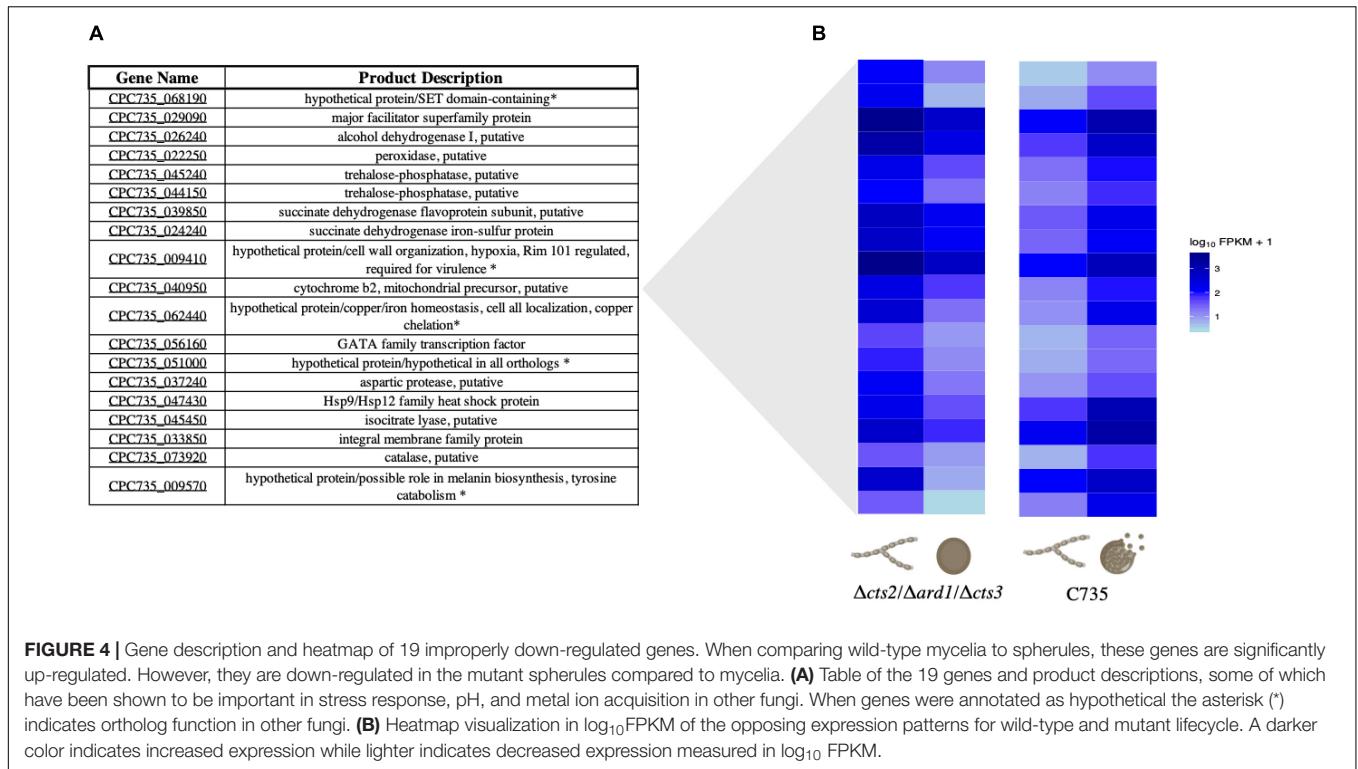 A
B
Gene Name Product Description
CPC735_068190 hypothetical protein/SET domain-containing*
CPC735_029090 major facilitator superfamily protein
CPC735_026240 alcohol dehydrogenase I, putative
CPC735_022250 peroxidase, putative
CPC735_045240 trehalose-phosphatase, putative
CPC735_044150 trehalose-phosphatase, putative
CPC735_039850 succinate dehydrogenase flavoprotein subunit, putative
CPC735_024240 succinate dehydrogenase iron-sulfur protein
CPC735_009410 hypothetical protein/cell wall organization, hypoxia, Rim 101 regulated,
required for virulence *
CPC735_040950 cytochrome b2, mitochondrial precursor, putative
CPC735_062440 hypothetical protein/copper/iron homeostasis, cell all localization, copper
chelation*
CPC735_056160 GATA family transcription factor
CPC735_051000 hypothetical protein/hypothetical in all orthologs *
CPC735_037240 aspartic protease, putative
CPC735_047430 Hsp9/Hsp12 family heat shock protein
CPC735_045450 isocitrate lyase, putative
CPC735_033850 integral membrane family protein
CPC735_073920 catalase, putative
CPC735_009570 hypothetical protein/possible role in melanin biosynthesis, tyrosine
catabolism *
log₁₀ FPKM + 1
3
2
1
Δcts2/Δard1/Δcts3
C735
FIGURE 4 | Gene description and heatmap of 19 improperly down-regulated genes. When comparing wild-type mycelia to spherules, these genes are significantly
up-regulated. However, they are down-regulated in the mutant spherules compared to mycelia. (A) Table of the 19 genes and product descriptions, some of which
have been shown to be important in stress response, pH, and metal ion acquisition in other fungi. When genes were annotated as hypothetical the asterisk (*)
indicates ortholog function in other fungi. (B) Heatmap visualization in log₁₀FPKM of the opposing expression patterns for wild-type and mutant lifecycle. A darker
color indicates increased expression while lighter indicates decreased expression measured in log₁₀ FPKM.